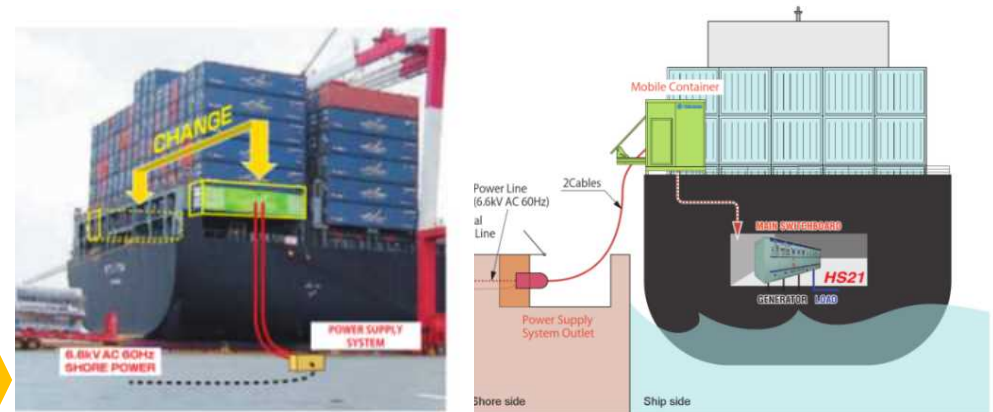 CHANGE
POWER SUPPLY
SYSTEM
6.6kV AC 60Hz
SHORE POWER
Mobile Container
Power Line
(6.6kV AC 60Hz)
al
Line
2Cables
MAIN SWITCHBOARD
HS21
GENERATOR LOAD
Power Supply
System Outlet
Shore side
Ship side